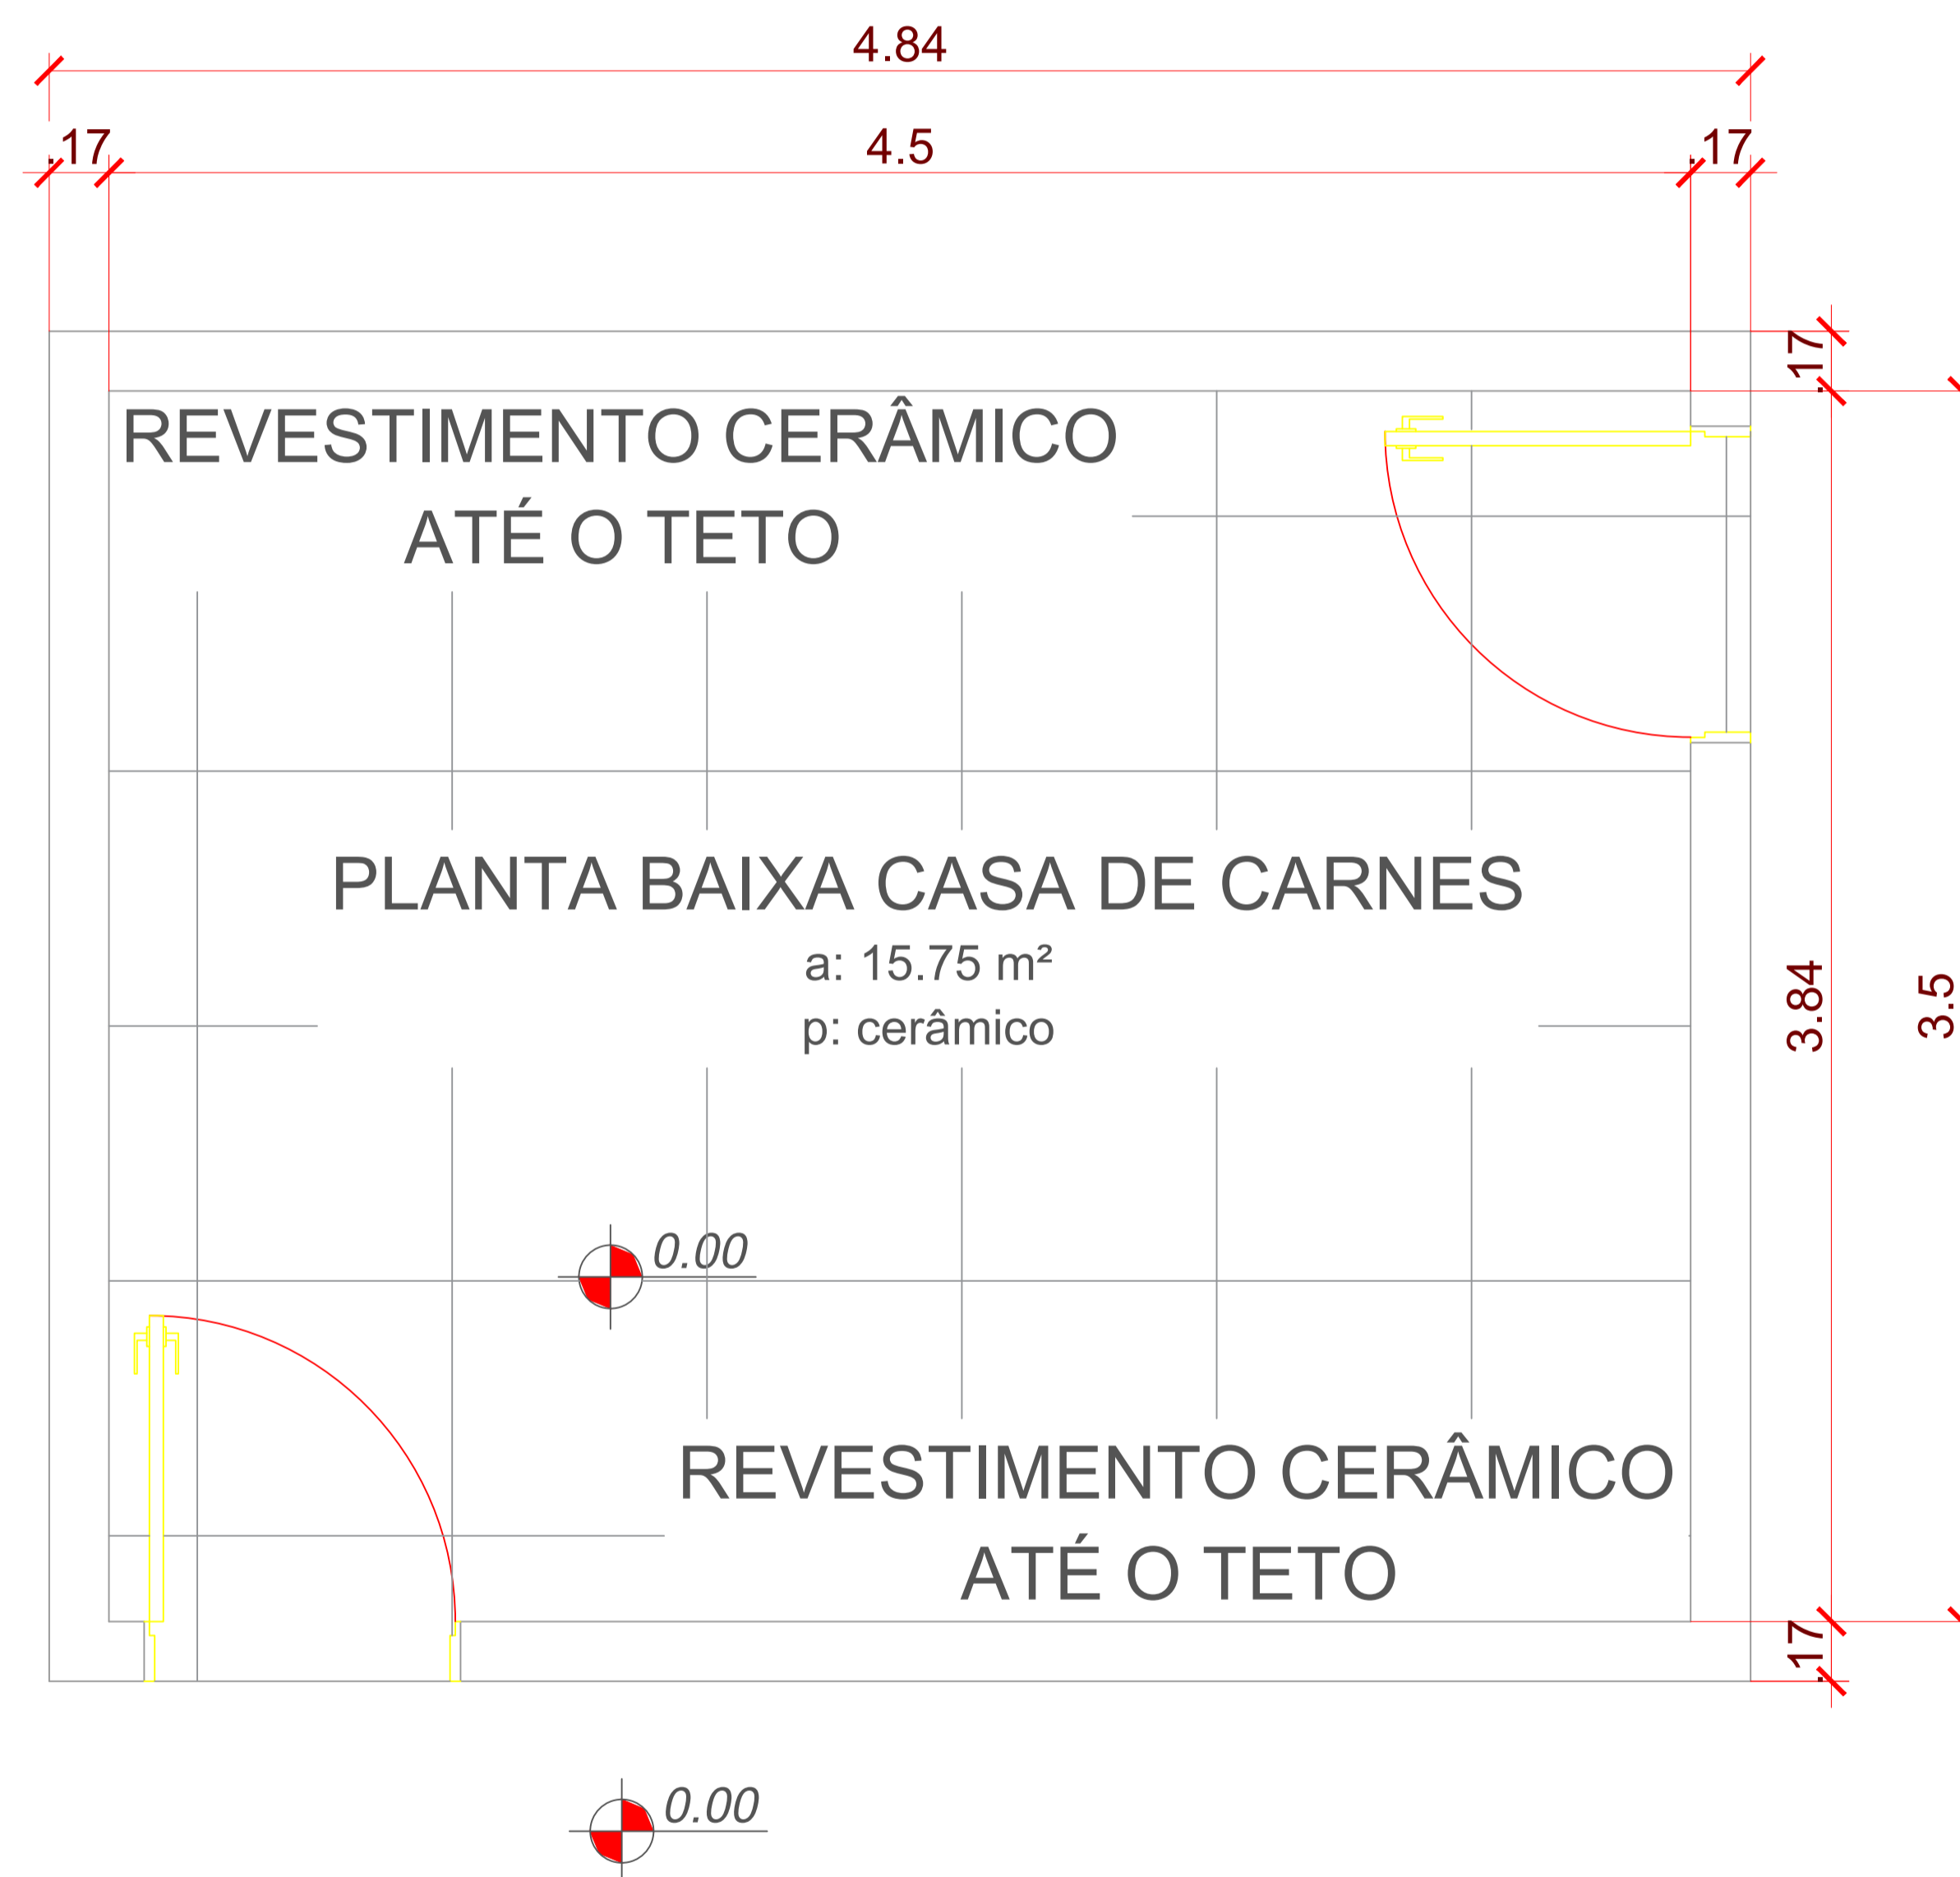 4.84
.17
4.5
.17
.17
REVESTIMENTO CERÂMICO
ATÉ O TETO
PLANTA BAIXA CASA DE CARNES
a: 15.75 m²
p: cerâmico
3.84
3.5
0.00
REVESTIMENTO CERÂMICO
ATÉ O TETO
.17
0.00